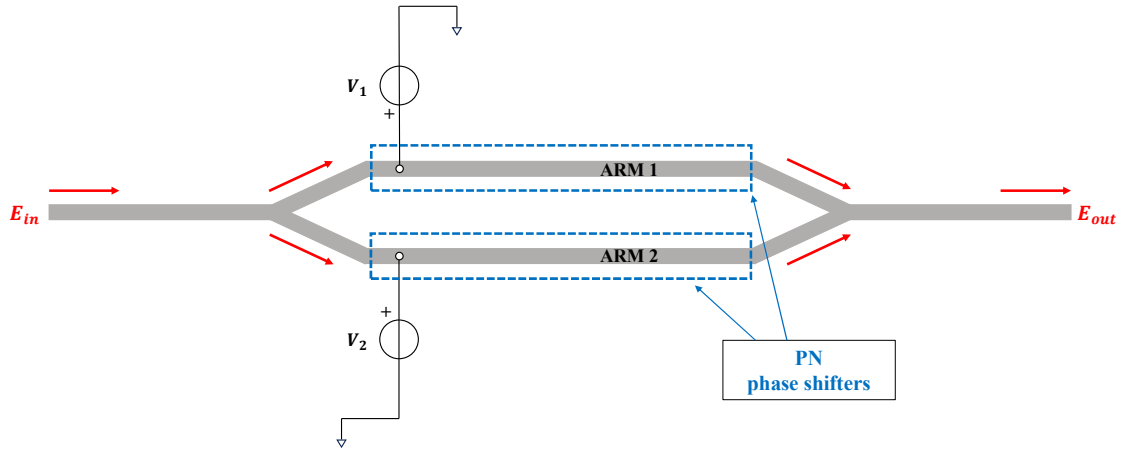 V₁
+
ARM 1
E_in
E_out
ARM 2
+
V₂
PN
phase shifters